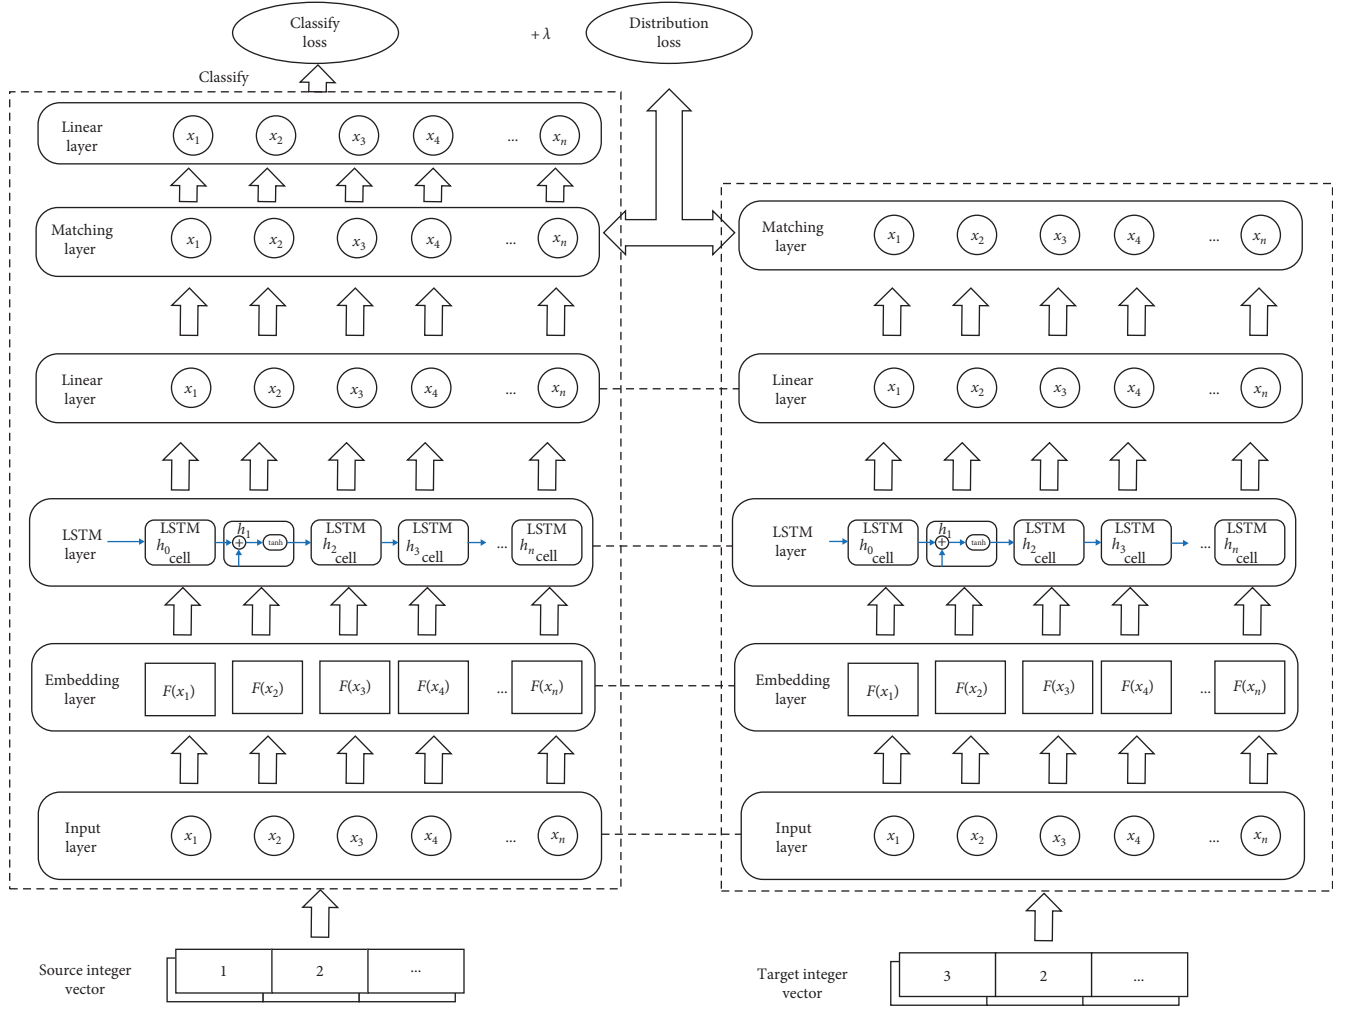 Classify
loss
+ λ
Distribution
loss
Classify
Linear
layer
x1 x2 x3 x4 ... xn
Matching
layer
x1 x2 x3 x4 ... xn
Matching
layer
x1 x2 x3 x4 ... xn
Linear
layer
x1 x2 x3 x4 ... xn
Linear
layer
x1 x2 x3 x4 ... xn
LSTM
layer
LSTM
h0
cell
h1
+ tanh
LSTM
h2
cell
LSTM
h3
cell
...
LSTM
hn
cell
LSTM
layer
LSTM
h0
cell
h1
+ tanh
LSTM
h2
cell
LSTM
h3
cell
...
LSTM
hn
cell
Embedding
layer
F(x1) F(x2) F(x3) F(x4) ... F(xn)
Embedding
layer
F(x1) F(x2) F(x3) F(x4) ... F(xn)
Input
layer
x1 x2 x3 x4 ... xn
Input
layer
x1 x2 x3 x4 ... xn
Source integer
vector
1 2 ...
Target integer
vector
3 2 ...